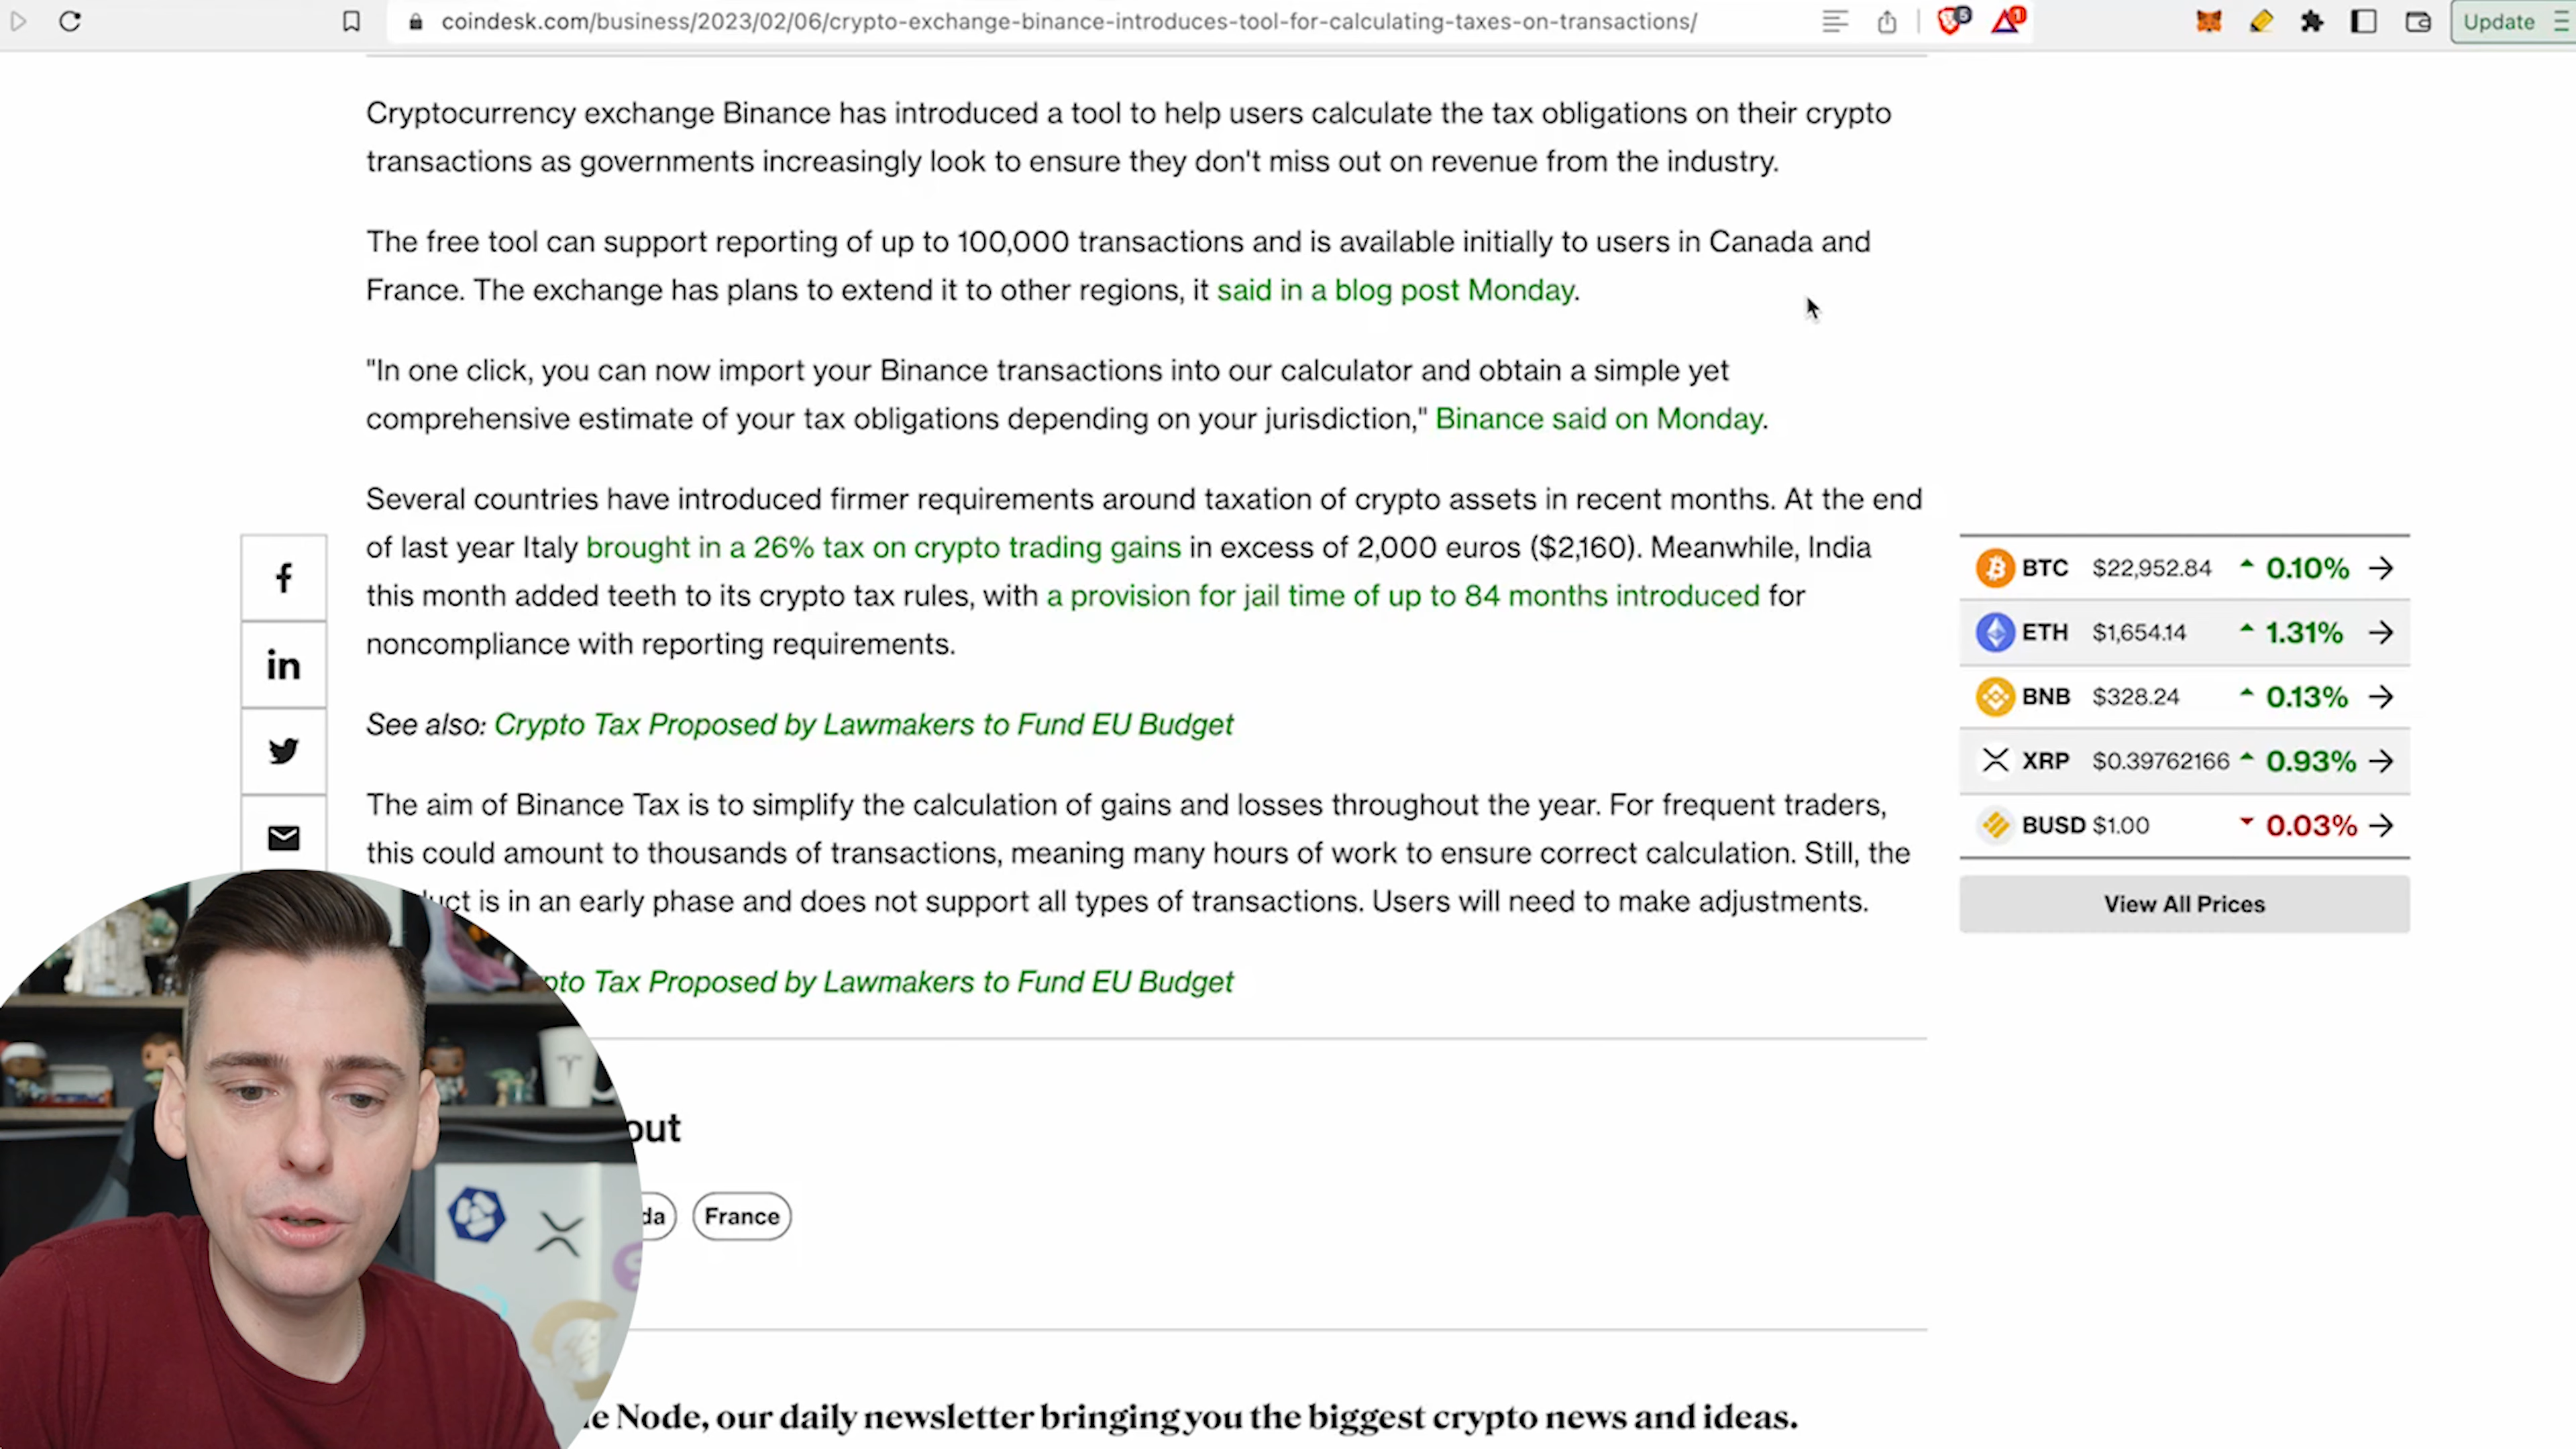 coindesk.com/business/2023/02/06/crypto-exchange-binance-introduces-tool-for-calculating-taxes-on-transactions/
5
1
Update
Cryptocurrency exchange Binance has introduced a tool to help users calculate the tax obligations on their crypto
transactions as governments increasingly look to ensure they don't miss out on revenue from the industry.
The free tool can support reporting of up to 100,000 transactions and is available initially to users in Canada and
France. The exchange has plans to extend it to other regions, it said in a blog post Monday.
"In one click, you can now import your Binance transactions into our calculator and obtain a simple yet
comprehensive estimate of your tax obligations depending on your jurisdiction," Binance said on Monday.
Several countries have introduced firmer requirements around taxation of crypto assets in recent months. At the end
of last year Italy brought in a 26% tax on crypto trading gains in excess of 2,000 euros ($2,160). Meanwhile, India
this month added teeth to its crypto tax rules, with a provision for jail time of up to 84 months introduced for
noncompliance with reporting requirements.
See also: Crypto Tax Proposed by Lawmakers to Fund EU Budget
The aim of Binance Tax is to simplify the calculation of gains and losses throughout the year. For frequent traders,
this could amount to thousands of transactions, meaning many hours of work to ensure correct calculation. Still, the
uct is in an early phase and does not support all types of transactions. Users will need to make adjustments.
pto Tax Proposed by Lawmakers to Fund EU Budget
out
da
France
e Node, our daily newsletter bringing you the biggest crypto news and ideas.
f
in
BTC $22,952.84 0.10%
ETH $1,654.14 1.31%
BNB $328.24 0.13%
XRP $0.39762166 0.93%
BUSD $1.00 0.03%
View All Prices